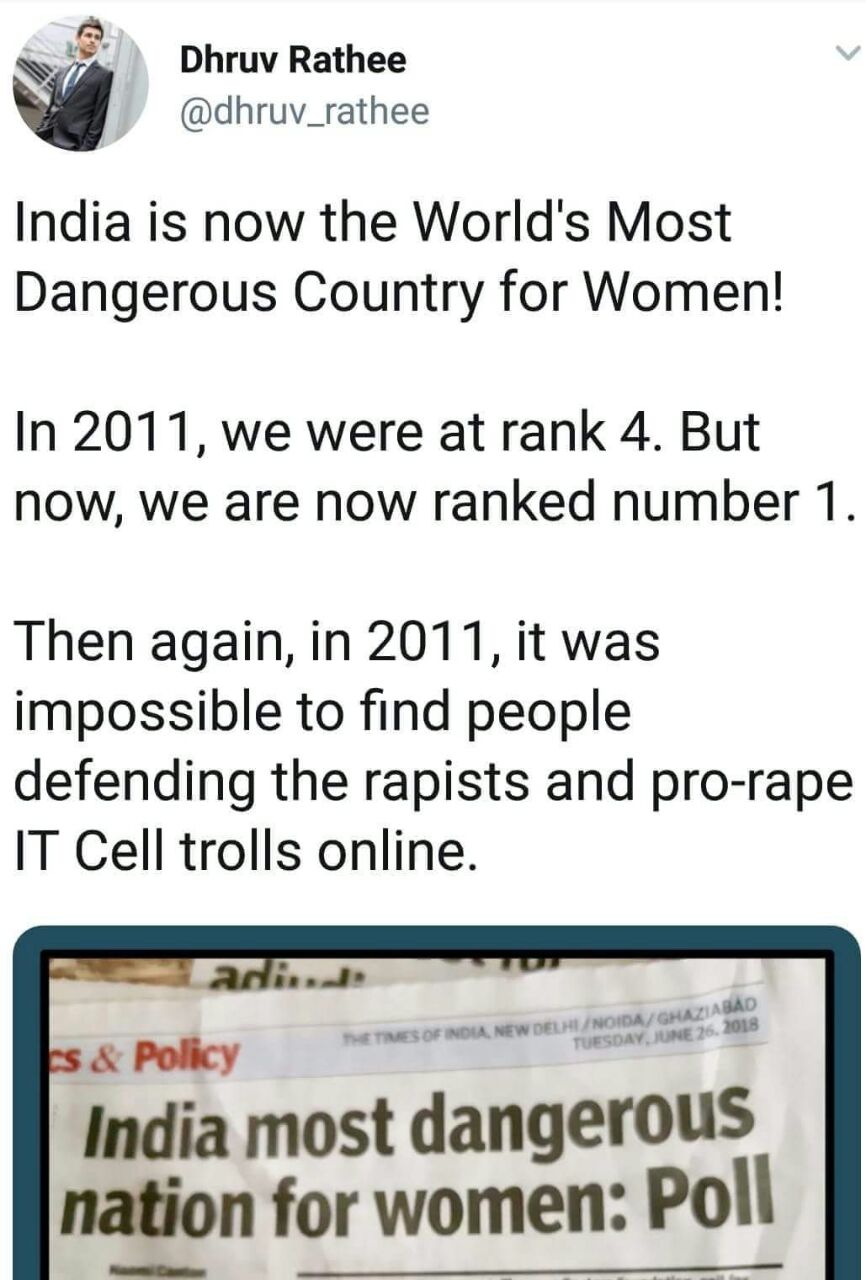 Dhruv Rathee
@dhruv_rathee
India is now the World's Most
Dangerous Country for Women!
In 2011, we were at rank 4. But
now, we are now ranked number 1.
Then again, in 2011, it was
impossible to find people
defending the rapists and pro-rape
IT Cell trolls online.
THE TIMES OF INDIA, NEW DELHI / NOIDA / GHAZIABAD
TUESDAY, JUNE 26, 2018
cs & Policy
India most dangerous
nation for women: Poll